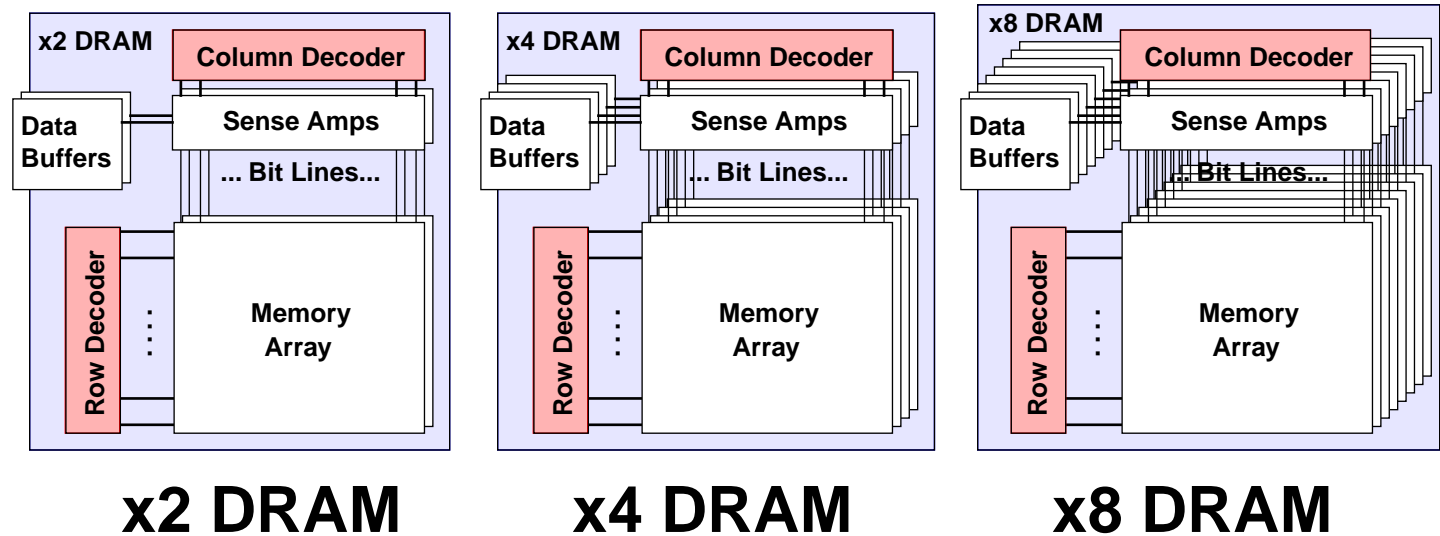 x2 DRAM
Column Decoder
Sense Amps
Data
Buffers
... Bit Lines...
Row Decoder
....
Memory
Array
x4 DRAM
Column Decoder
Sense Amps
Data
Buffers
... Bit Lines...
Row Decoder
....
Memory
Array
x8 DRAM
Column Decoder
Sense Amps
Data
Buffers
... Bit Lines...
Row Decoder
....
Memory
Array
x2 DRAM
x4 DRAM
x8 DRAM